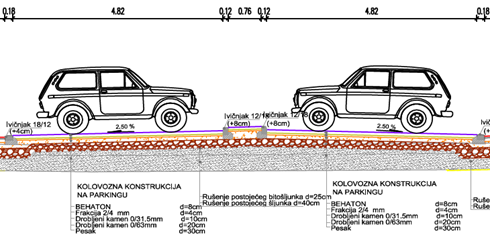 0.18 4.82 0.12 0.76 0.12 4.82 0.18
Ivičnjak 18/12
(+4cm)
2.50 %
Ivičnjak 12/18
(+8cm)
Ivičnjak 12/18
(+8cm)
2.50 %
KOLOVOZNA KONSTRUKCIJA
NA PARKINGU
BEHATON d=8cm
Frakcija 2/4 mm d=4cm
Drobljeni kamen 0/31.5mm d=10cm
Drobljeni kamen 0/63mm d=20cm
Pesak d=30cm
Rušenje postojećeg bitošljunka d=25cm
Rušenje postojećeg šljunka d=40cm
KOLOVOZNA KONSTRUKCIJA
NA PARKINGU
BEHATON d=8cm
Frakcija 2/4 mm d=4cm
Drobljeni kamen 0/31.5mm d=10cm
Drobljeni kamen 0/63mm d=20cm
Pesak d=30cm